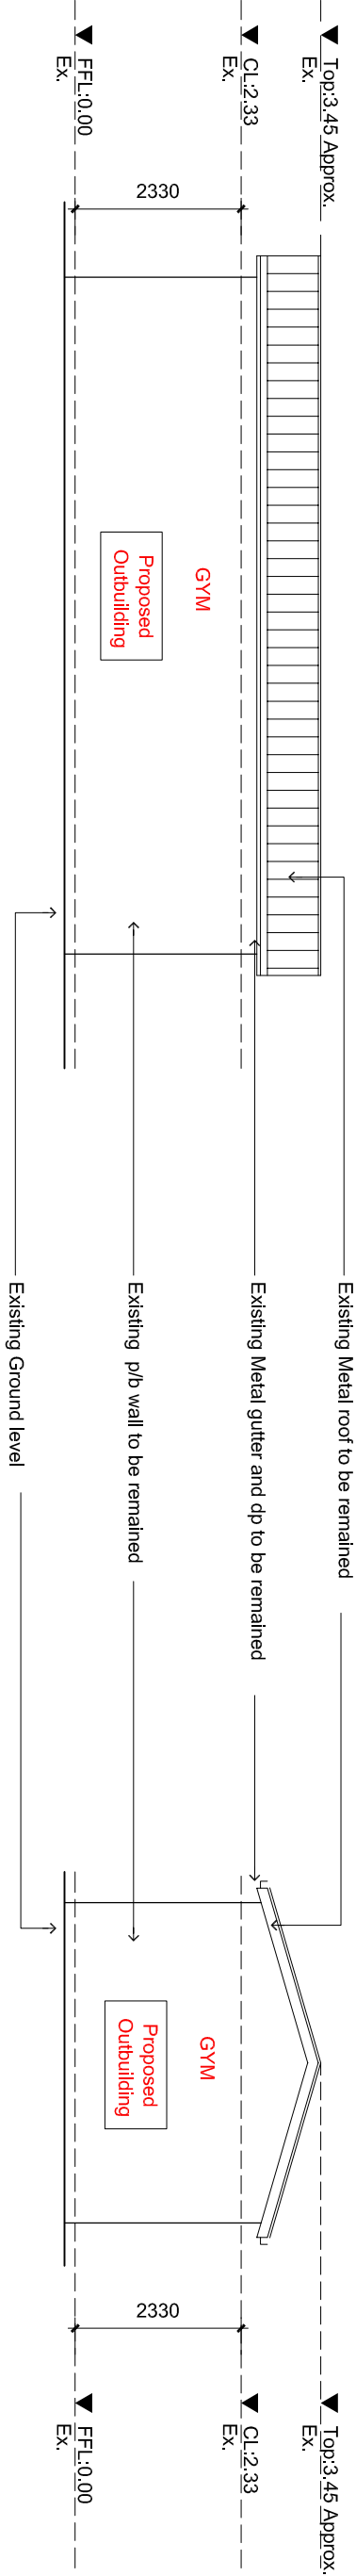 Top:3.45 Approx.
Ex.
CL:2.33
Ex.
FFL:0.00
Ex.
2330
GYM
Proposed
Outbuilding
Existing Metal roof to be remained
Existing Metal gutter and dp to be remained
Existing p/b wall to be remained
Existing Ground level
GYM
Proposed
Outbuilding
2330
Top:3.45 Approx.
Ex.
CL:2.33
Ex.
FFL:0.00
Ex.